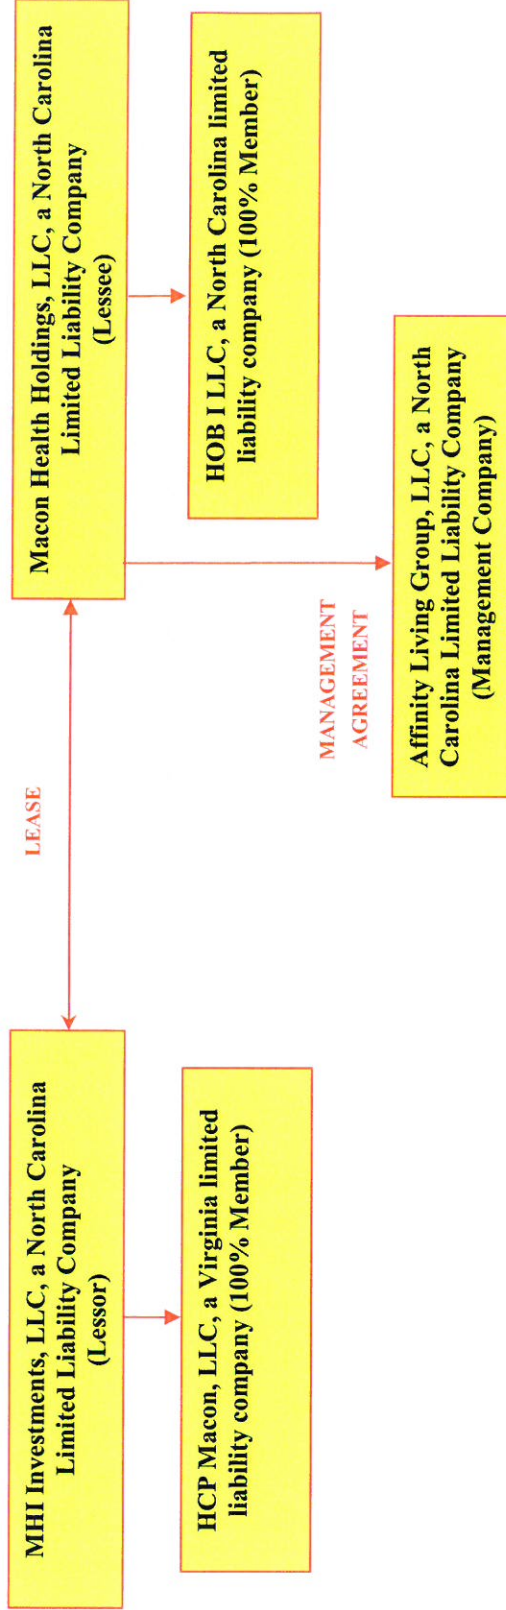 MHI Investments, LLC, a North Carolina
Limited Liability Company
(Lessor)
HCP Macon, LLC, a Virginia limited
liability company (100% Member)
LEASE
Macon Health Holdings, LLC, a North Carolina
Limited Liability Company
(Lessee)
HOB I LLC, a North Carolina limited
liability company (100% Member)
MANAGEMENT
AGREEMENT
Affinity Living Group, LLC, a North
Carolina Limited Liability Company
(Management Company)